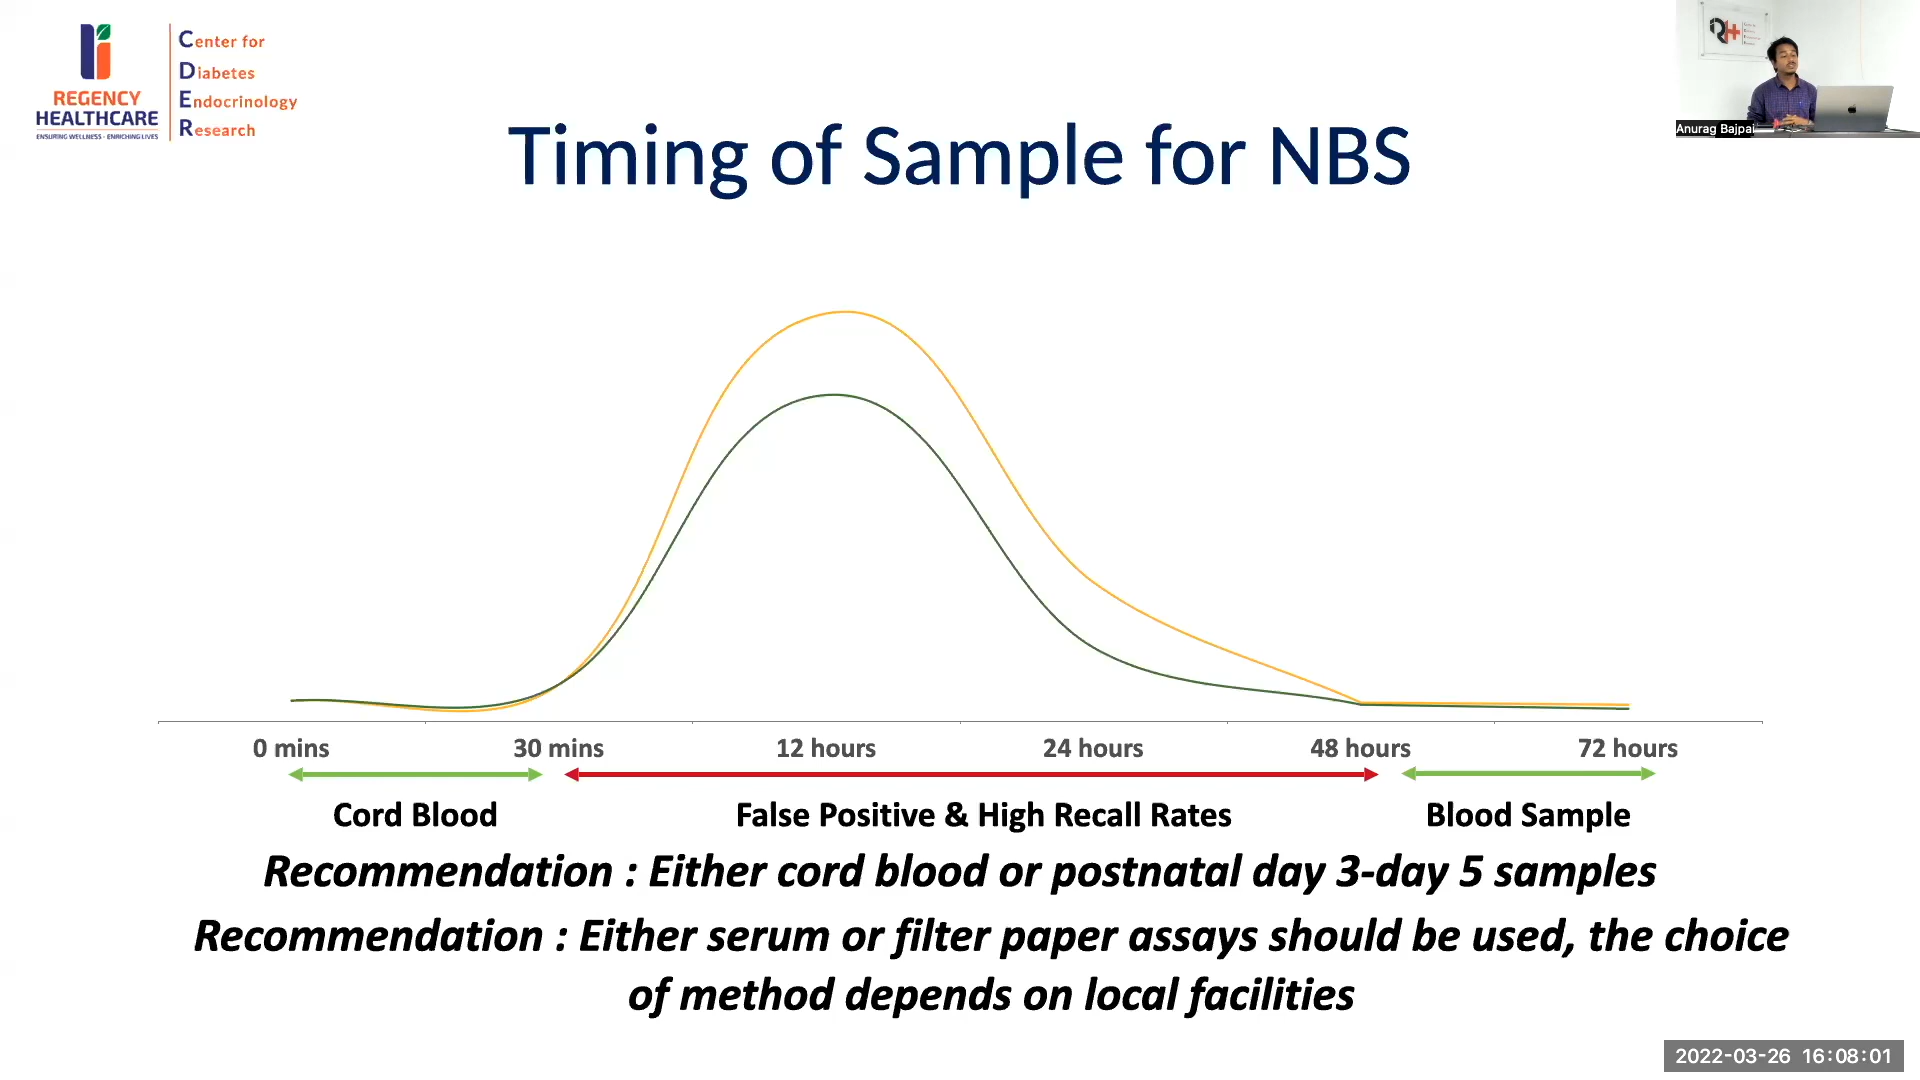 REGENCY
HEALTHCARE
ENSURING WELLNESS - ENRICHING LIVES
Center for
Diabetes
Endocrinology
Research
Anurag Bajpai
Timing of Sample for NBS
0 mins 30 mins 12 hours 24 hours 48 hours 72 hours
Cord Blood False Positive & High Recall Rates Blood Sample
Recommendation : Either cord blood or postnatal day 3-day 5 samples
Recommendation : Either serum or filter paper assays should be used, the choice
of method depends on local facilities
2022-03-26 16:08:01